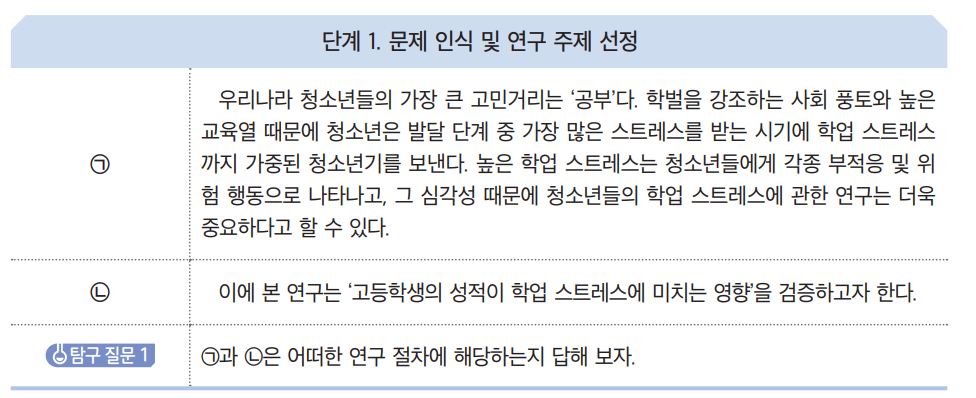 단계 1. 문제 인식 및 연구 주제 선정
㉠
우리나라 청소년들의 가장 큰 고민거리는 ‘공부’다. 학벌을 강조하는 사회 풍토와 높은
교육열 때문에 청소년은 발달 단계 중 가장 많은 스트레스를 받는 시기에 학업 스트레스
까지 가중된 청소년기를 보낸다. 높은 학업 스트레스는 청소년들에게 각종 부적응 및 위
험 행동으로 나타나고, 그 심각성 때문에 청소년들의 학업 스트레스에 관한 연구는 더욱
중요하다고 할 수 있다.
㉡
이에 본 연구는 ‘고등학생의 성적이 학업 스트레스에 미치는 영향’을 검증하고자 한다.
탐구 질문 1
㉠과 ㉡은 어떠한 연구 절차에 해당하는지 답해 보자.